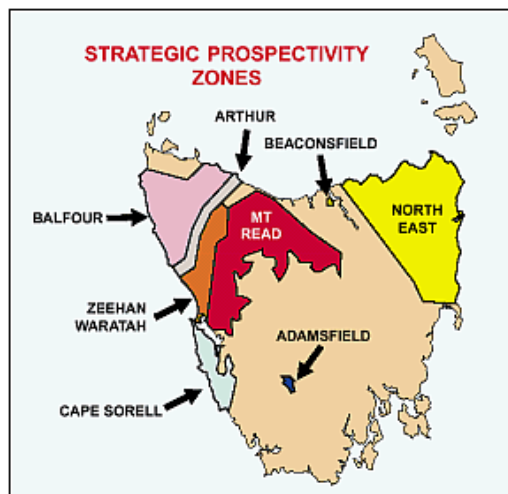 STRATEGIC PROSPECTIVITY
ZONES
ARTHUR
BEACONSFIELD
BALFOUR
MT
READ
NORTH
EAST
ZEEHAN
WARATAH
ADAMSFIELD
CAPE SORELL